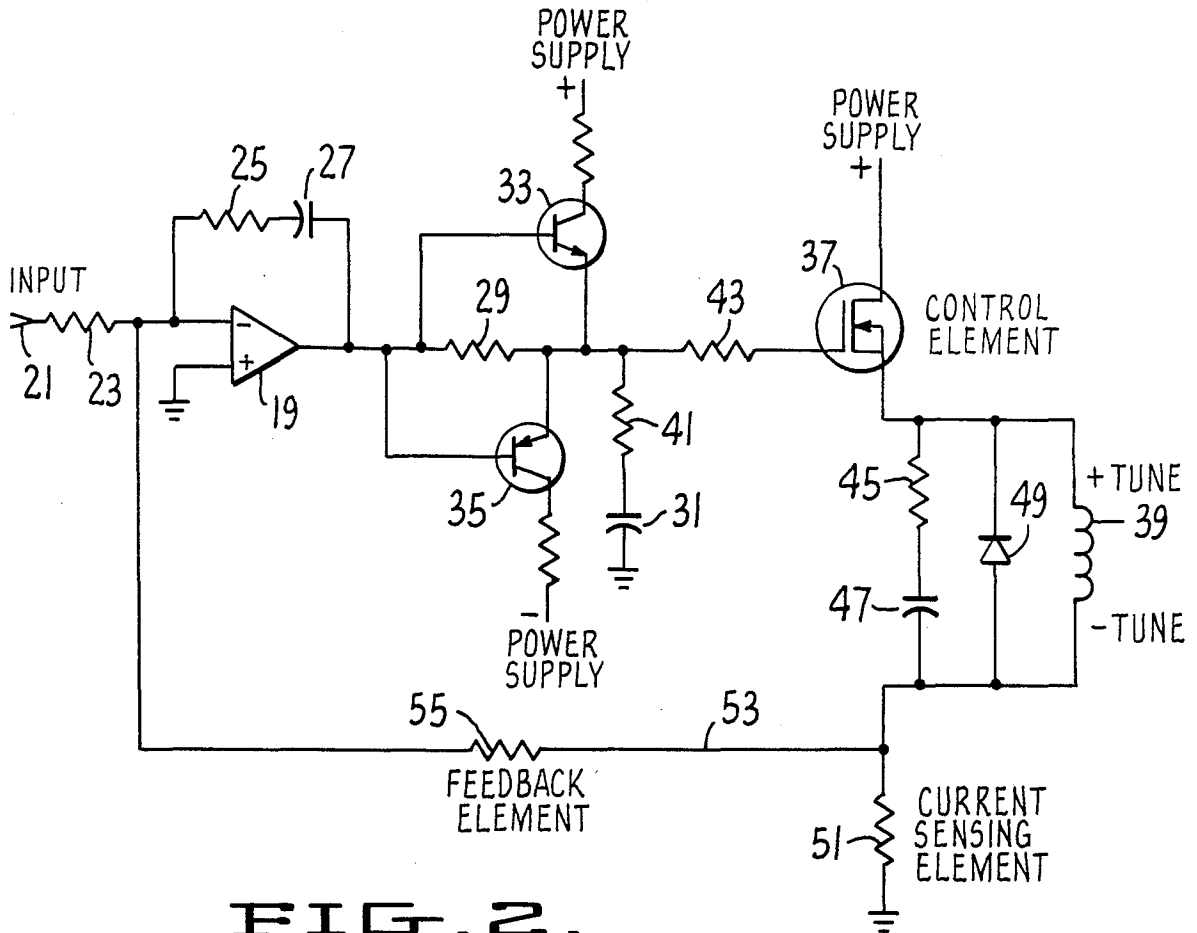 POWER
SUPPLY
+
POWER
SUPPLY
+
25
27
33
37
INPUT
29
43
CONTROL
ELEMENT
−
+
21
23
19
41
35
31
45
49
+TUNE
39
47
-TUNE
−
POWER
SUPPLY
55
53
FEEDBACK
ELEMENT
51
CURRENT
SENSING
ELEMENT
FIG.2.